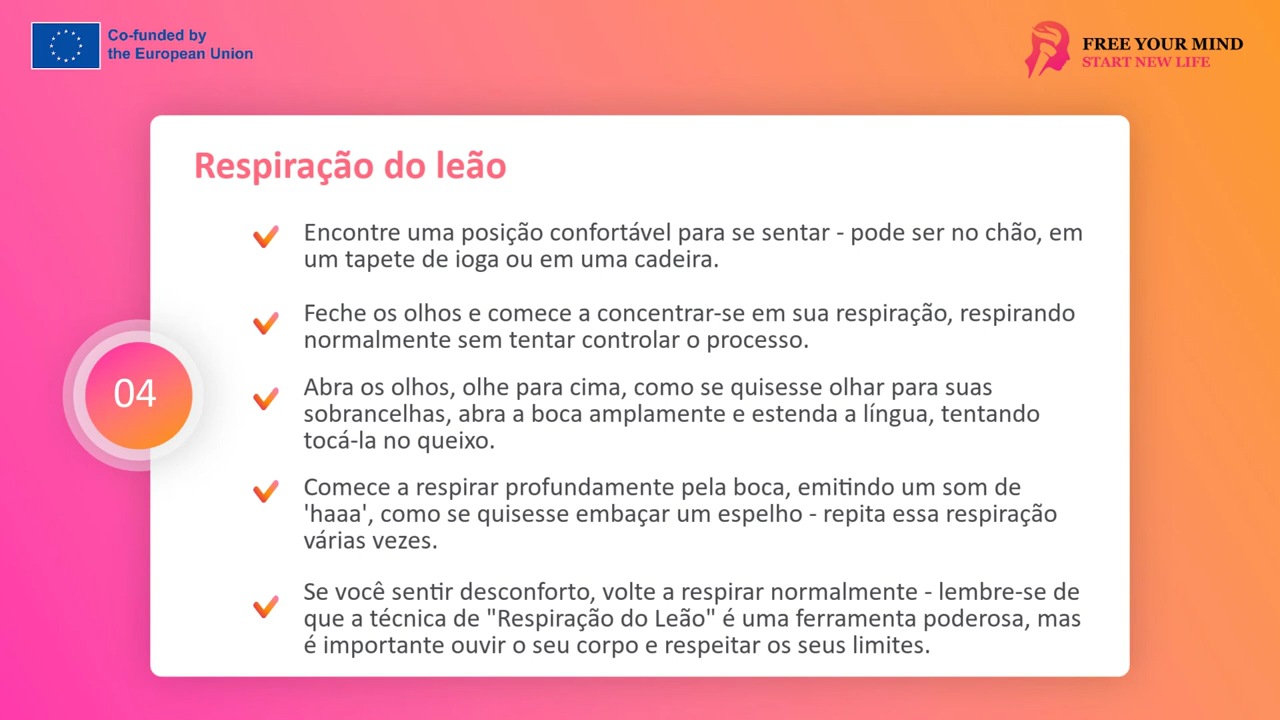 Co-funded by
the European Union
FREE YOUR MIND
START NEW LIFE
Respiração do leão
Encontre uma posição confortável para se sentar - pode ser no chão, em
um tapete de ioga ou em uma cadeira.
Feche os olhos e comece a concentrar-se em sua respiração, respirando
normalmente sem tentar controlar o processo.
04
Abra os olhos, olhe para cima, como se quisesse olhar para suas
sobrancelhas, abra a boca amplamente e estenda a língua, tentando
tocá-la no queixo.
Comece a respirar profundamente pela boca, emitindo um som de
'haaa', como se quisesse embaçar um espelho - repita essa respiração
várias vezes.
Se você sentir desconforto, volte a respirar normalmente - lembre-se de
que a técnica de "Respiração do Leão" é uma ferramenta poderosa, mas
é importante ouvir o seu corpo e respeitar os seus limites.